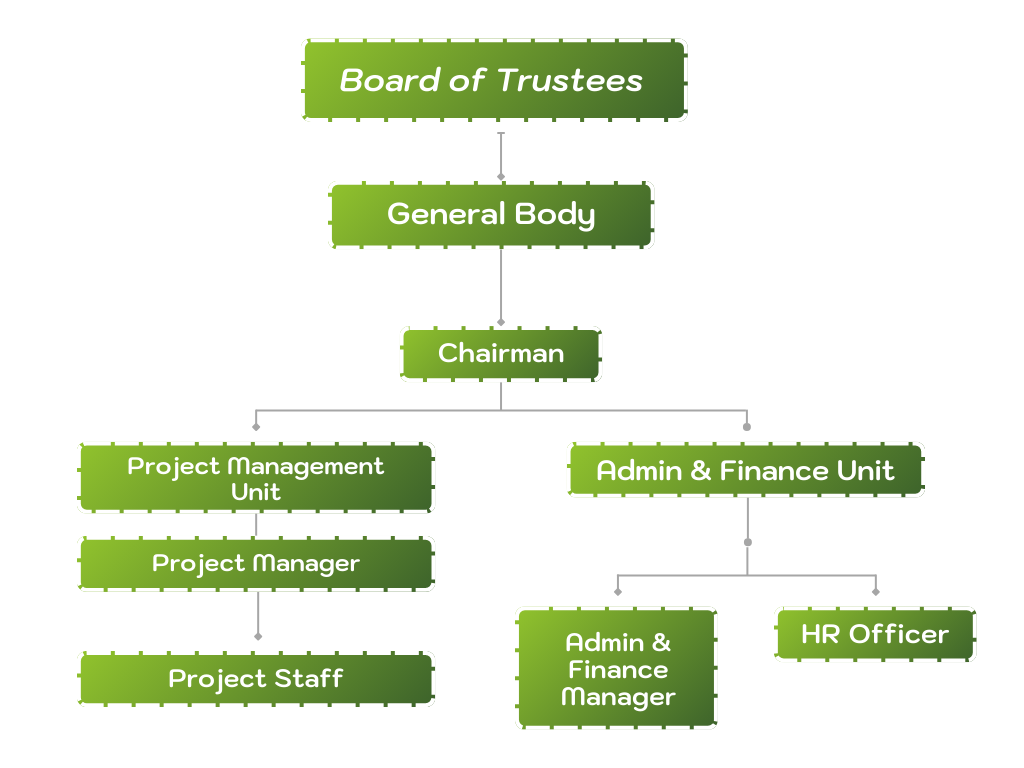 Board of Trustees
General Body
Chairman
Project Management
Unit
Admin & Finance Unit
Project Manager
Project Staff
Admin &
Finance
Manager
HR Officer